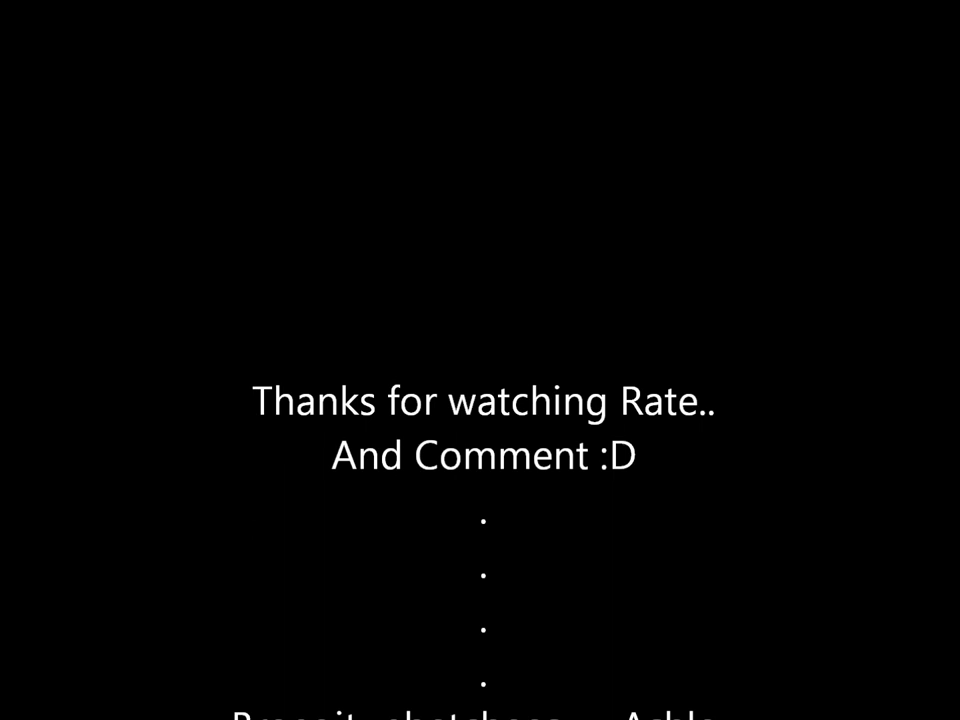 Thanks for watching Rate..
And Comment :D
.
.
.
.